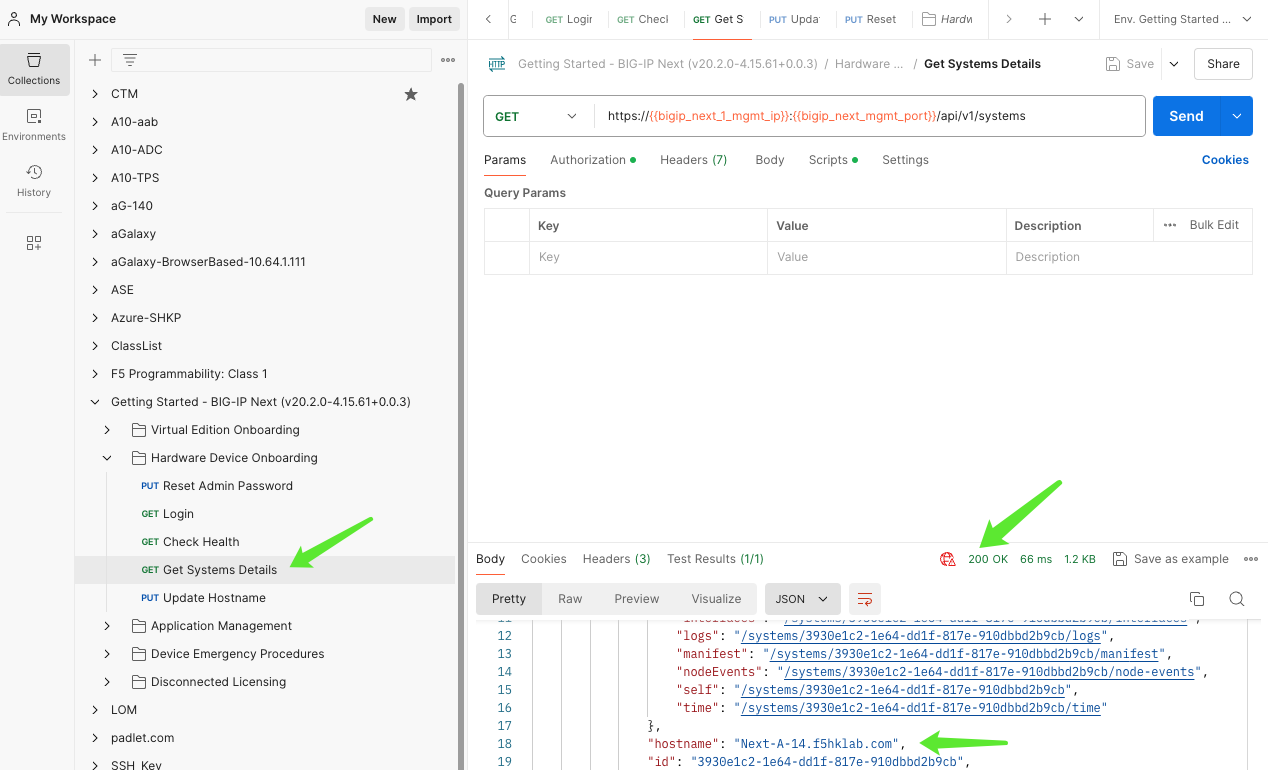 My Workspace
New
Import
Collections
Environments
History
CTM
A10-aab
A10-ADC
A10-TPS
aG-140
aGalaxy
aGalaxy-BrowserBased-10.64.1.111
ASE
Azure-SHKP
ClassList
F5 Programmability: Class 1
Getting Started - BIG-IP Next (v20.2.0-4.15.61+0.0.3)
Virtual Edition Onboarding
Hardware Device Onboarding
PUT Reset Admin Password
GET Login
GET Check Health
GET Get Systems Details
PUT Update Hostname
Application Management
Device Emergency Procedures
Disconnected Licensing
LOM
padlet.com
SSH_Key
GET Login
GET Check
GET Get S
PUT Upda
PUT Reset
Hardw
Env. Getting Started ...
HTTP Getting Started - BIG-IP Next (v20.2.0-4.15.61+0.0.3) / Hardware ... / Get Systems Details
Save
Share
GET
https://{{bigip_next_1_mgmt_ip}}:{{bigip_next_mgmt_port}}/api/v1/systems
Send
Params Authorization Headers (7) Body Scripts Settings Cookies
Query Params
Key Value Description ••• Bulk Edit
Key Value Description
Body Cookies Headers (3) Test Results (1/1)
200 OK 66 ms 1.2 KB Save as example
Pretty Raw Preview Visualize JSON
11 "interfaces": "/systems/3930e1c2-1e64-dd1f-817e-910dbbd2b9cb/interfaces",
12 "logs": "/systems/3930e1c2-1e64-dd1f-817e-910dbbd2b9cb/logs",
13 "manifest": "/systems/3930e1c2-1e64-dd1f-817e-910dbbd2b9cb/manifest",
14 "nodeEvents": "/systems/3930e1c2-1e64-dd1f-817e-910dbbd2b9cb/node-events",
15 "self": "/systems/3930e1c2-1e64-dd1f-817e-910dbbd2b9cb",
16 "time": "/systems/3930e1c2-1e64-dd1f-817e-910dbbd2b9cb/time"
17 },
18 "hostname": "Next-A-14.f5hklab.com",
19 "id": "3930e1c2-1e64-dd1f-817e-910dbbd2b9cb",